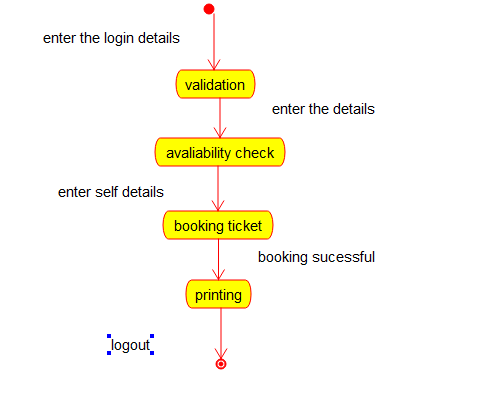 enter the login details
validation
enter the details
avaliability check
enter self details
booking ticket
booking sucessful
printing
logout